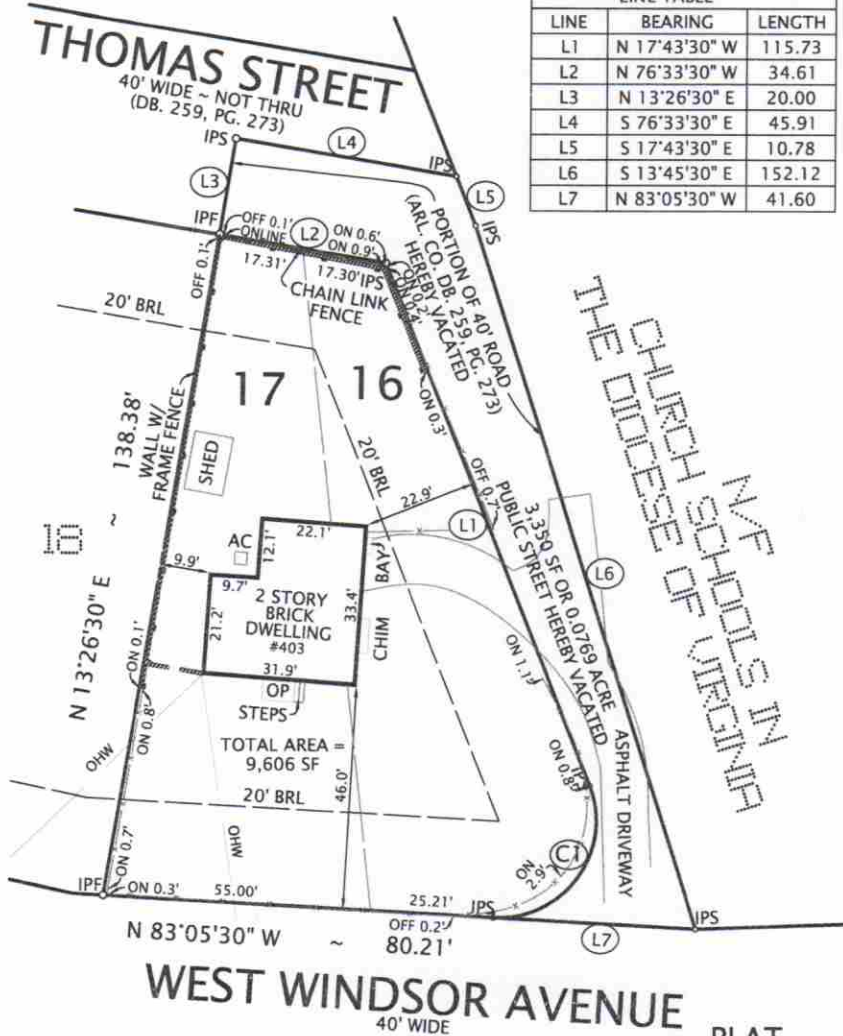 LINE TABLE
LINE BEARING LENGTH
L1 N 17°43'30" W 115.73
L2 N 76°33'30" W 34.61
L3 N 13°26'30" E 20.00
L4 S 76°33'30" E 45.91
L5 S 17°43'30" E 10.78
L6 S 13°45'30" E 152.12
L7 N 83°05'30" W 41.60
THOMAS STREET
40' WIDE ~ NOT THRU
(DB. 259, PG. 273)
IPS
L4
IPS
L3
L5
IPS
IPF
OFF 0.1'
ONLINE
L2
ON 0.6'
ON 0.9'
OFF 0.1'
17.31'
17.30'
IPS
ON 0.2'
ON 0.4'
CHAIN LINK
FENCE
PORTION OF 40' ROAD
(ARL. CO. DB. 259, PG. 273)
HEREBY VACATED
20' BRL
17
16
ON 0.3'
138.38'
WALL W/
FRAME FENCE
SHED
20' BRL
22.9'
OFF 0.7'
L1
3,350 SF OR 0.0769 ACRE
PUBLIC STREET HEREBY VACATED
L6
N/F
CHURCH SCHOOLS IN
THE DIOCESE OF VIRGINIA
18
~
N 13°26'30" E
AC
22.1'
12.1'
BAY
9.9'
9.7'
21.2'
2 STORY
BRICK
DWELLING
#403
33.4'
CHIM
31.9'
OP
STEPS
ON 0.1'
ON 0.8'
ON 1.1'
OHW
TOTAL AREA =
9,606 SF
46.0'
ON 0.8'
IPS
ASPHALT DRIVEWAY
20' BRL
OHW
ON 0.7'
C1
ON
2.9'
IPF
ON 0.3'
55.00'
25.21'
IPS
OFF 0.2'
IPS
N 83°05'30" W ~ 80.21'
L7
WEST WINDSOR AVENUE
40' WIDE
PLAT